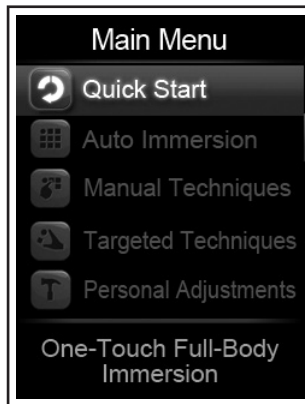 Main Menu
Quick Start
Auto Immersion
Manual Techniques
Targeted Techniques
Personal Adjustments
One-Touch Full-Body
Immersion